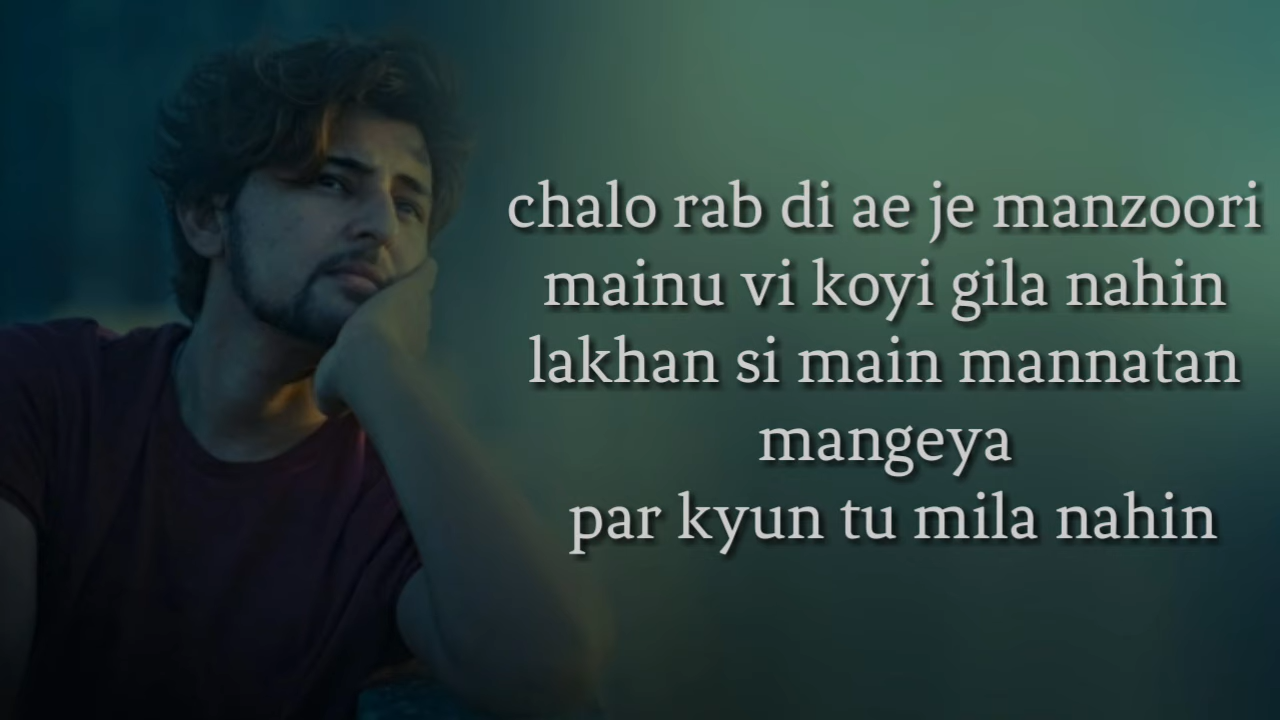 chalo rab di ae je manzoori
mainu vi koyi gila nahin
lakhan si main mannatan
mangeya
par kyun tu mila nahin